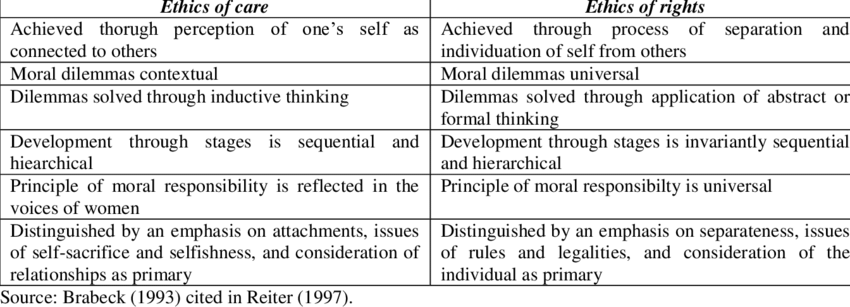 Ethics of care
Ethics of rights
Achieved thorugh perception of one's self as
connected to others
Achieved through process of separation and
individuation of self from others
Moral dilemmas contextual
Moral dilemmas universal
Dilemmas solved through inductive thinking
Dilemmas solved through application of abstract or
formal thinking
Development through stages is sequential and
hiearchical
Development through stages is invariantly sequential
and hierarchical
Principle of moral responsibility is reflected in the
voices of women
Principle of moral responsibilty is universal
Distinguished by an emphasis on attachments, issues
of self-sacrifice and selfishness, and consideration of
relationships as primary
Distinguished by an emphasis on separateness, issues
of rules and legalities, and consideration of the
individual as primary
Source: Brabeck (1993) cited in Reiter (1997).